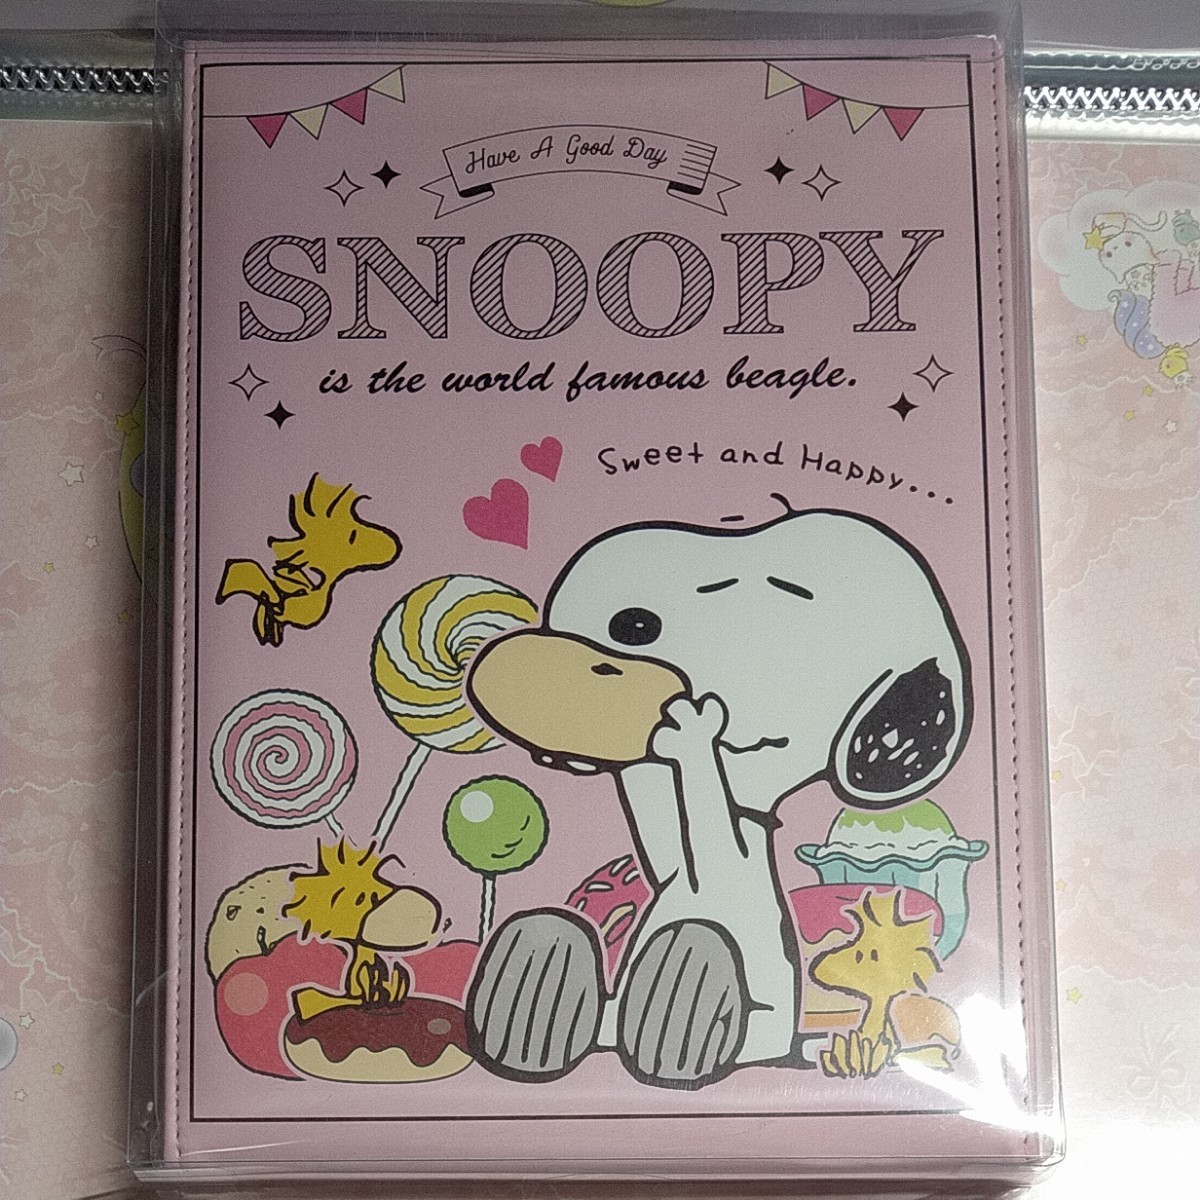 Have A Good Day
SNOOPY
is the world famous beagle.
Sweet and Happy...